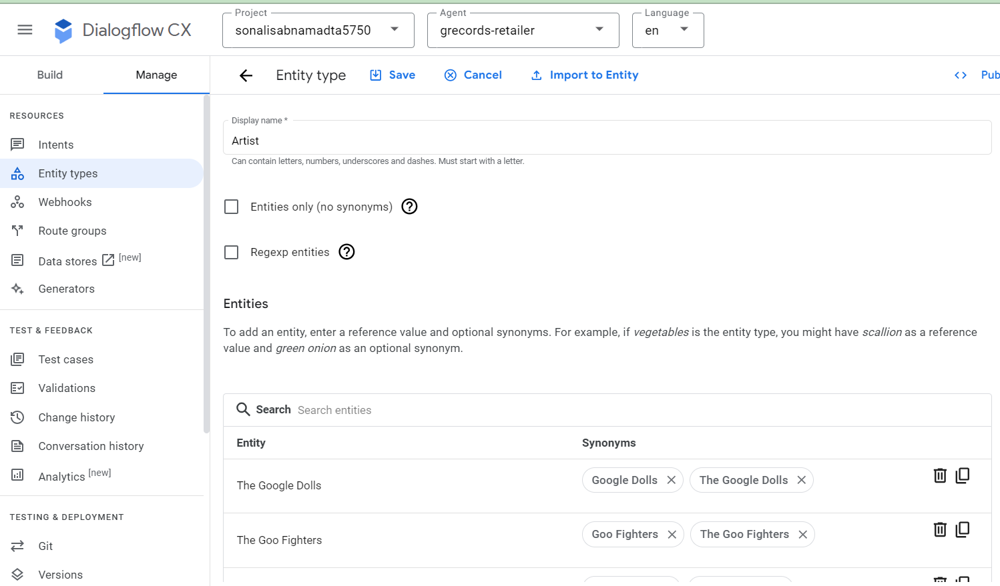 Dialogflow CX
Project
sonalisabnamadta5750
Agent
grecords-retailer
Language
en
Build
Manage
Entity type
Save
Cancel
Import to Entity
Pub
RESOURCES
Intents
Entity types
Webhooks
Route groups
Data stores [new]
Generators
TEST & FEEDBACK
Test cases
Validations
Change history
Conversation history
Analytics [new]
TESTING & DEPLOYMENT
Git
Versions
Display name *
Artist
Can contain letters, numbers, underscores and dashes. Must start with a letter.
Entities only (no synonyms)
Regexp entities
Entities
To add an entity, enter a reference value and optional synonyms. For example, if vegetables is the entity type, you might have scallion as a reference
value and green onion as an optional synonym.
Search Search entities
Entity Synonyms
The Google Dolls Google Dolls The Google Dolls
The Goo Fighters Goo Fighters The Goo Fighters